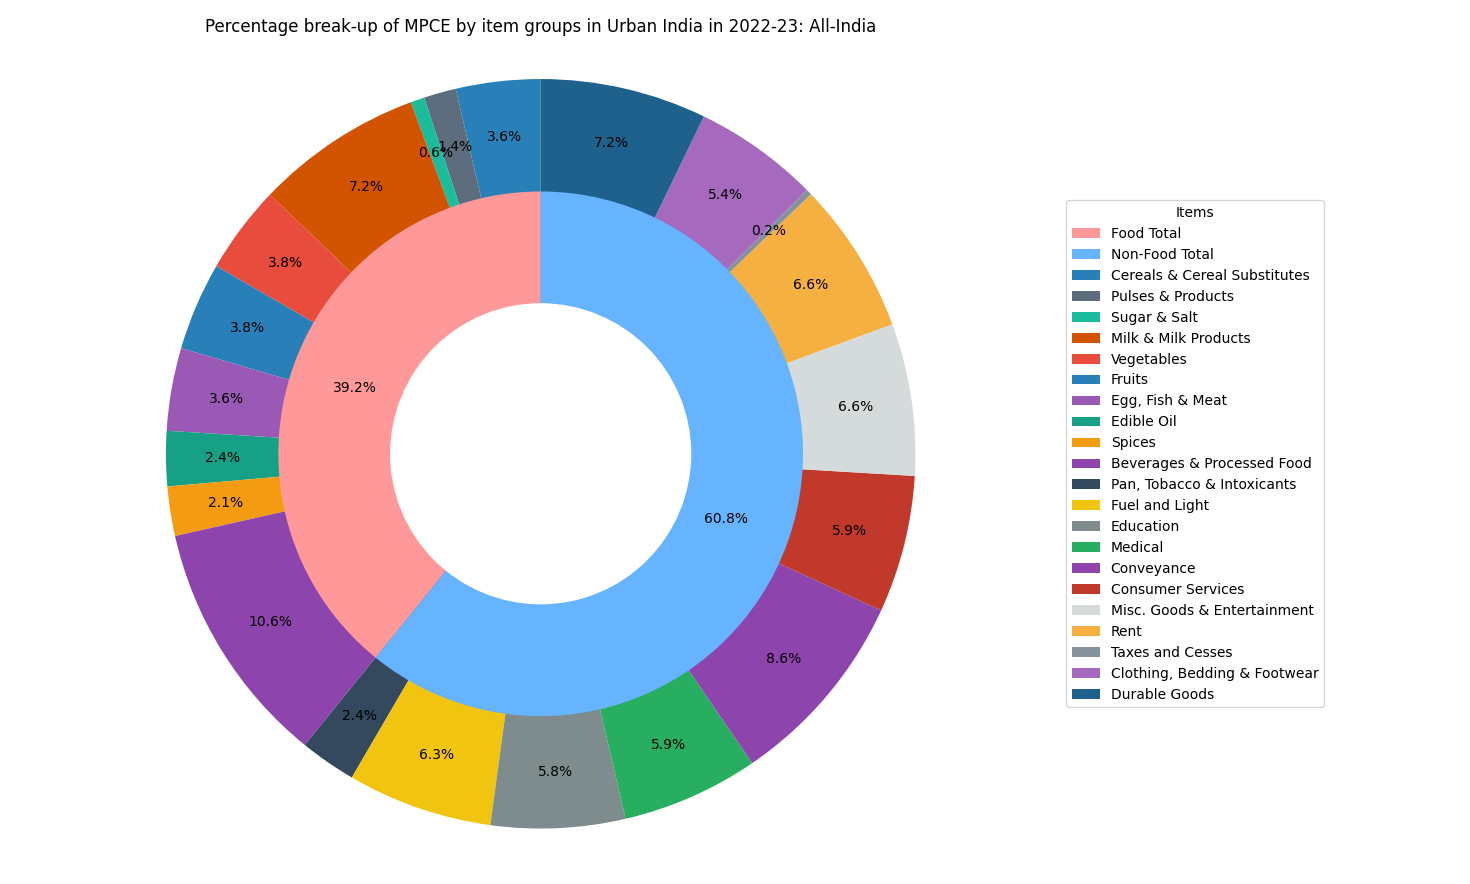 Percentage break-up of MPCE by item groups in Urban India in 2022-23: All-India
3.6%
1.4%
0.6%
7.2%
3.8%
3.8%
3.6%
2.4%
2.1%
10.6%
2.4%
6.3%
5.8%
5.9%
8.6%
5.9%
6.6%
6.6%
0.2%
5.4%
7.2%
39.2%
60.8%
Items
Food Total
Non-Food Total
Cereals & Cereal Substitutes
Pulses & Products
Sugar & Salt
Milk & Milk Products
Vegetables
Fruits
Egg, Fish & Meat
Edible Oil
Spices
Beverages & Processed Food
Pan, Tobacco & Intoxicants
Fuel and Light
Education
Medical
Conveyance
Consumer Services
Misc. Goods & Entertainment
Rent
Taxes and Cesses
Clothing, Bedding & Footwear
Durable Goods